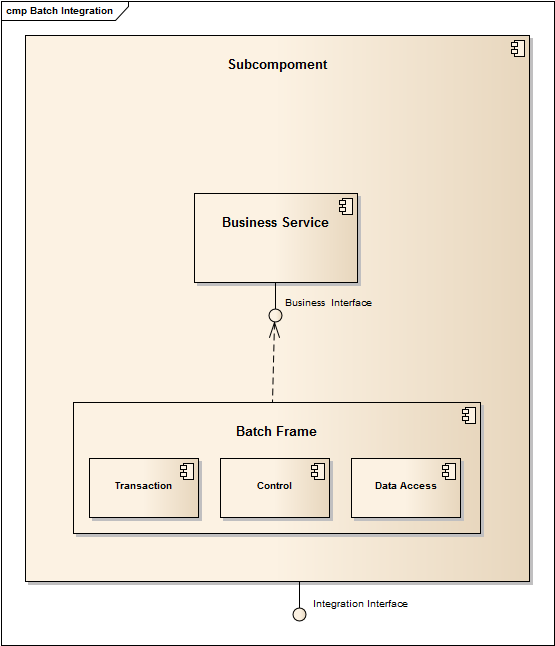 cmp Batch Integration
Subcompoment
Business Service
Business Interface
Batch Frame
Transaction
Control
Data Access
Integration Interface